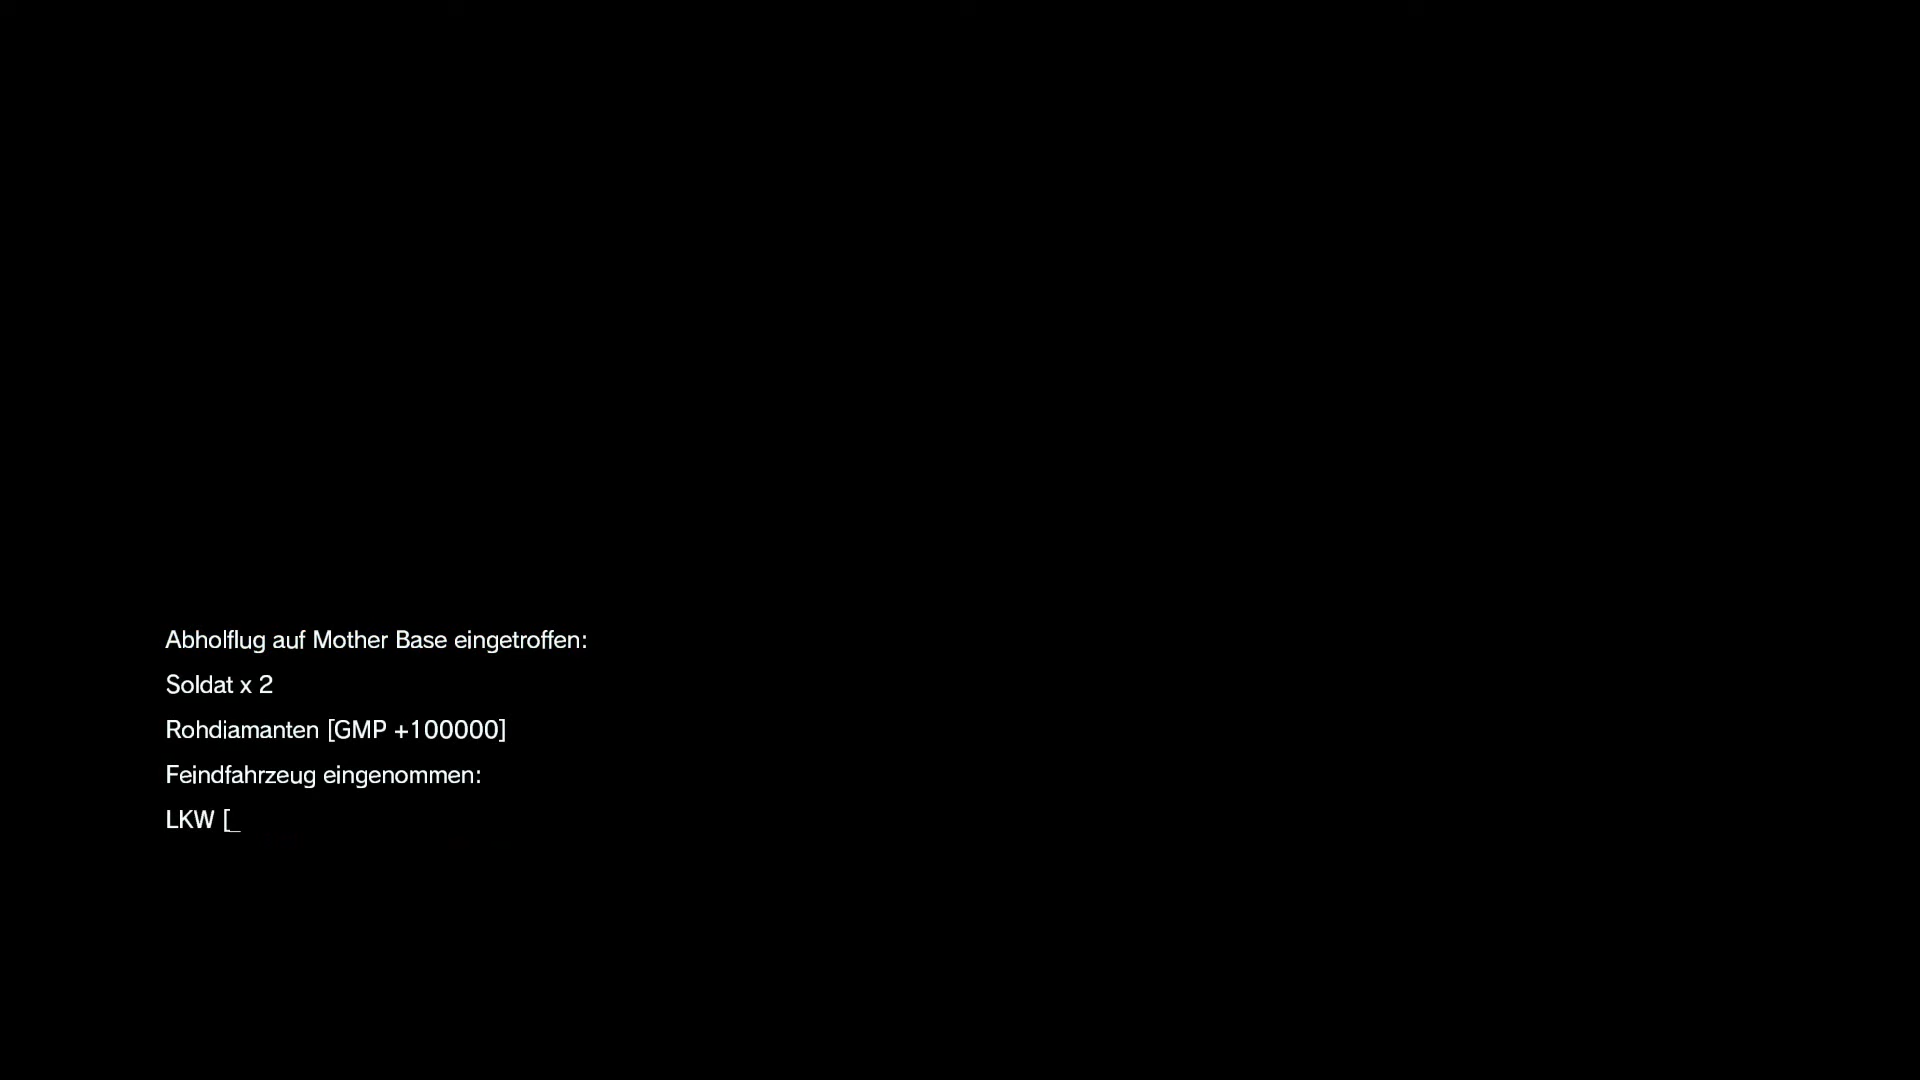 Abholflug auf Mother Base eingetroffen:
Soldat x 2
Rohdiamanten [GMP +100000]
Feindfahrzeug eingenommen:
LKW [_